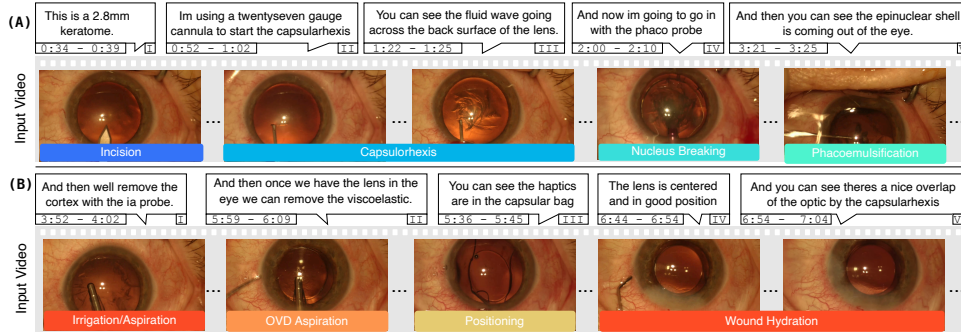 (A)
This is a 2.8mm
keratome.
0:34 - 0:39
I
Im using a twentyseven gauge
cannula to start the capsularhexis
0:52 - 1:02
II
You can see the fluid wave going
across the back surface of the lens.
1:22 - 1:25
III
And now im going to go in
with the phaco probe
2:00 - 2:10
IV
And then you can see the epinuclear shell
is coming out of the eye.
3:21 - 3:25
V
Input Video
...
...
...
...
Incision
Capsulorhexis
Nucleus Breaking
Phacoemulsification
(B)
And then well remove the
cortex with the ia probe.
3:52 - 4:02
I
And then once we have the lens in the
eye we can remove the viscoelastic.
5:59 - 6:09
II
You can see the haptics
are in the capsular bag
5:36 - 5:45
III
The lens is centered
and in good position
6:44 - 6:54
IV
And you can see theres a nice overlap
of the optic by the capsularhexis
6:54 - 7:04
V
Input Video
...
...
...
...
Irrigation/Aspiration
OVD Aspiration
Positioning
Wound Hydration